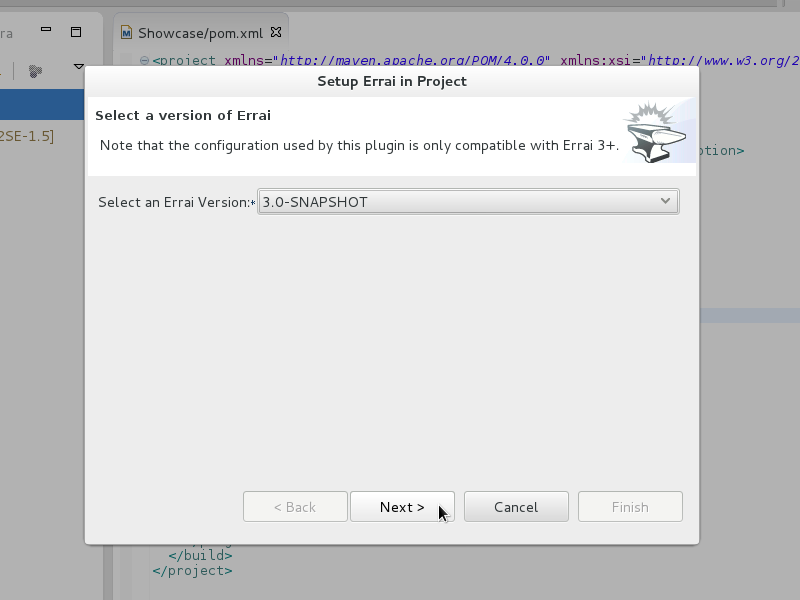 ra
Showcase/pom.xml
<project xmlns="http://maven.apache.org/POM/4.0.0" xmlns:xsi="http://www.w3.org/2
Setup Errai in Project
Select a version of Errai
2SE-1.5]
Note that the configuration used by this plugin is only compatible with Errai 3+.
ption>
Select an Errai Version:*
3.0-SNAPSHOT
< Back
Next >
Cancel
Finish
</build>
</project>